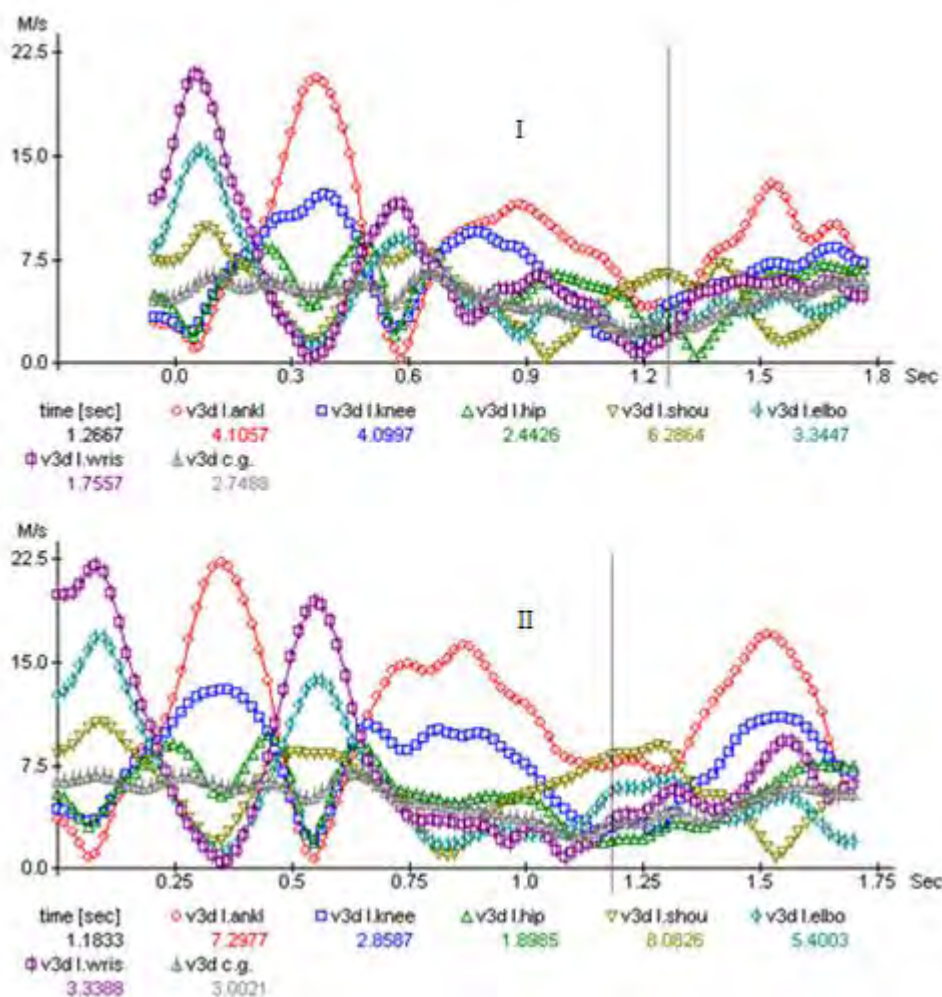 M/s
22.5
I
15.0
7.5
0.0
0.0 0.3 0.6 0.9 1.2 1.5 1.8 Sec
time [sec] v3d l.ankl v3d l.knee v3d l.hip v3d l.shou v3d l.elbo
1.2667 4.1057 4.0997 2.4426 6.2864 3.3447
v3d l.wris v3d c.g.
1.7557 2.7488
M/s
22.5
II
15.0
7.5
0.0
0.25 0.5 0.75 1.0 1.25 1.5 1.75 Sec
time [sec] v3d l.ankl v3d l.knee v3d l.hip v3d l.shou v3d l.elbo
1.1833 7.2977 2.8587 1.8985 8.0826 5.4003
v3d l.wris v3d c.g.
3.3388 3.0021